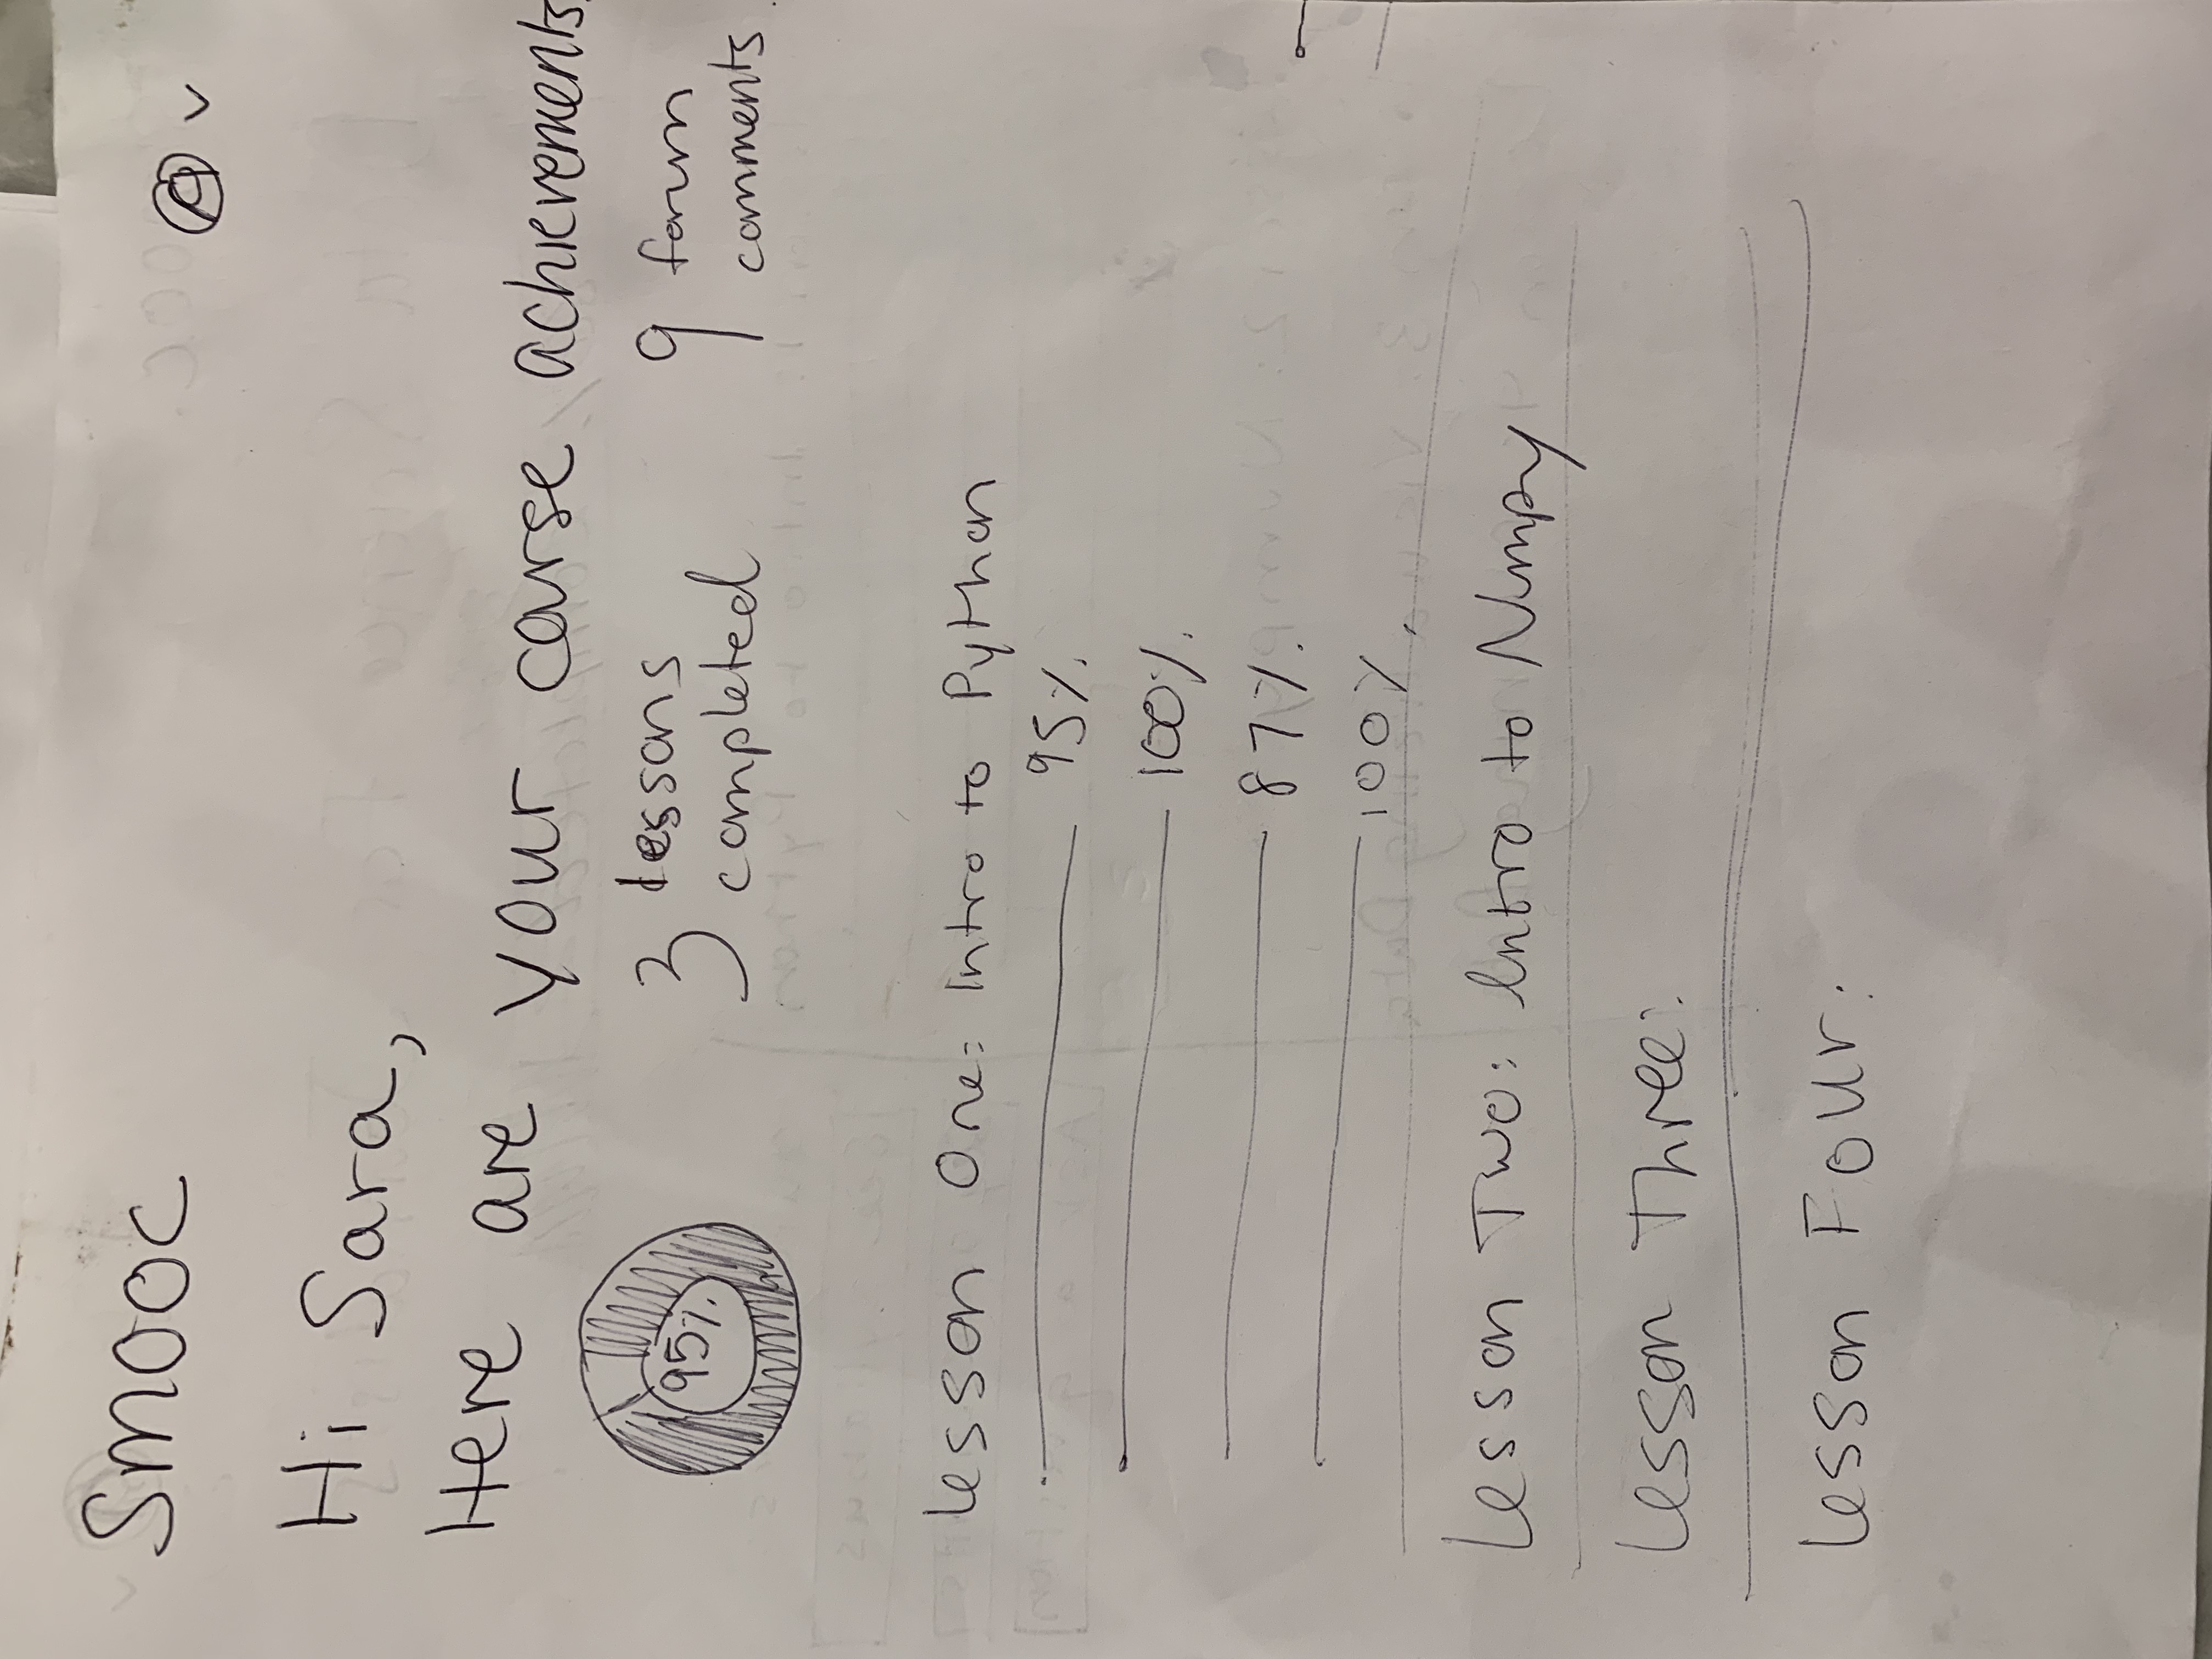 Smooc
Hi Sara,
Here are your course achievements.
95%
3 lessons completed
9 forum comments
Lesson One: Intro to Python
95%
100%
87%
100%
Lesson Two: Intro to Numpy
Lesson Three:
Lesson Four: